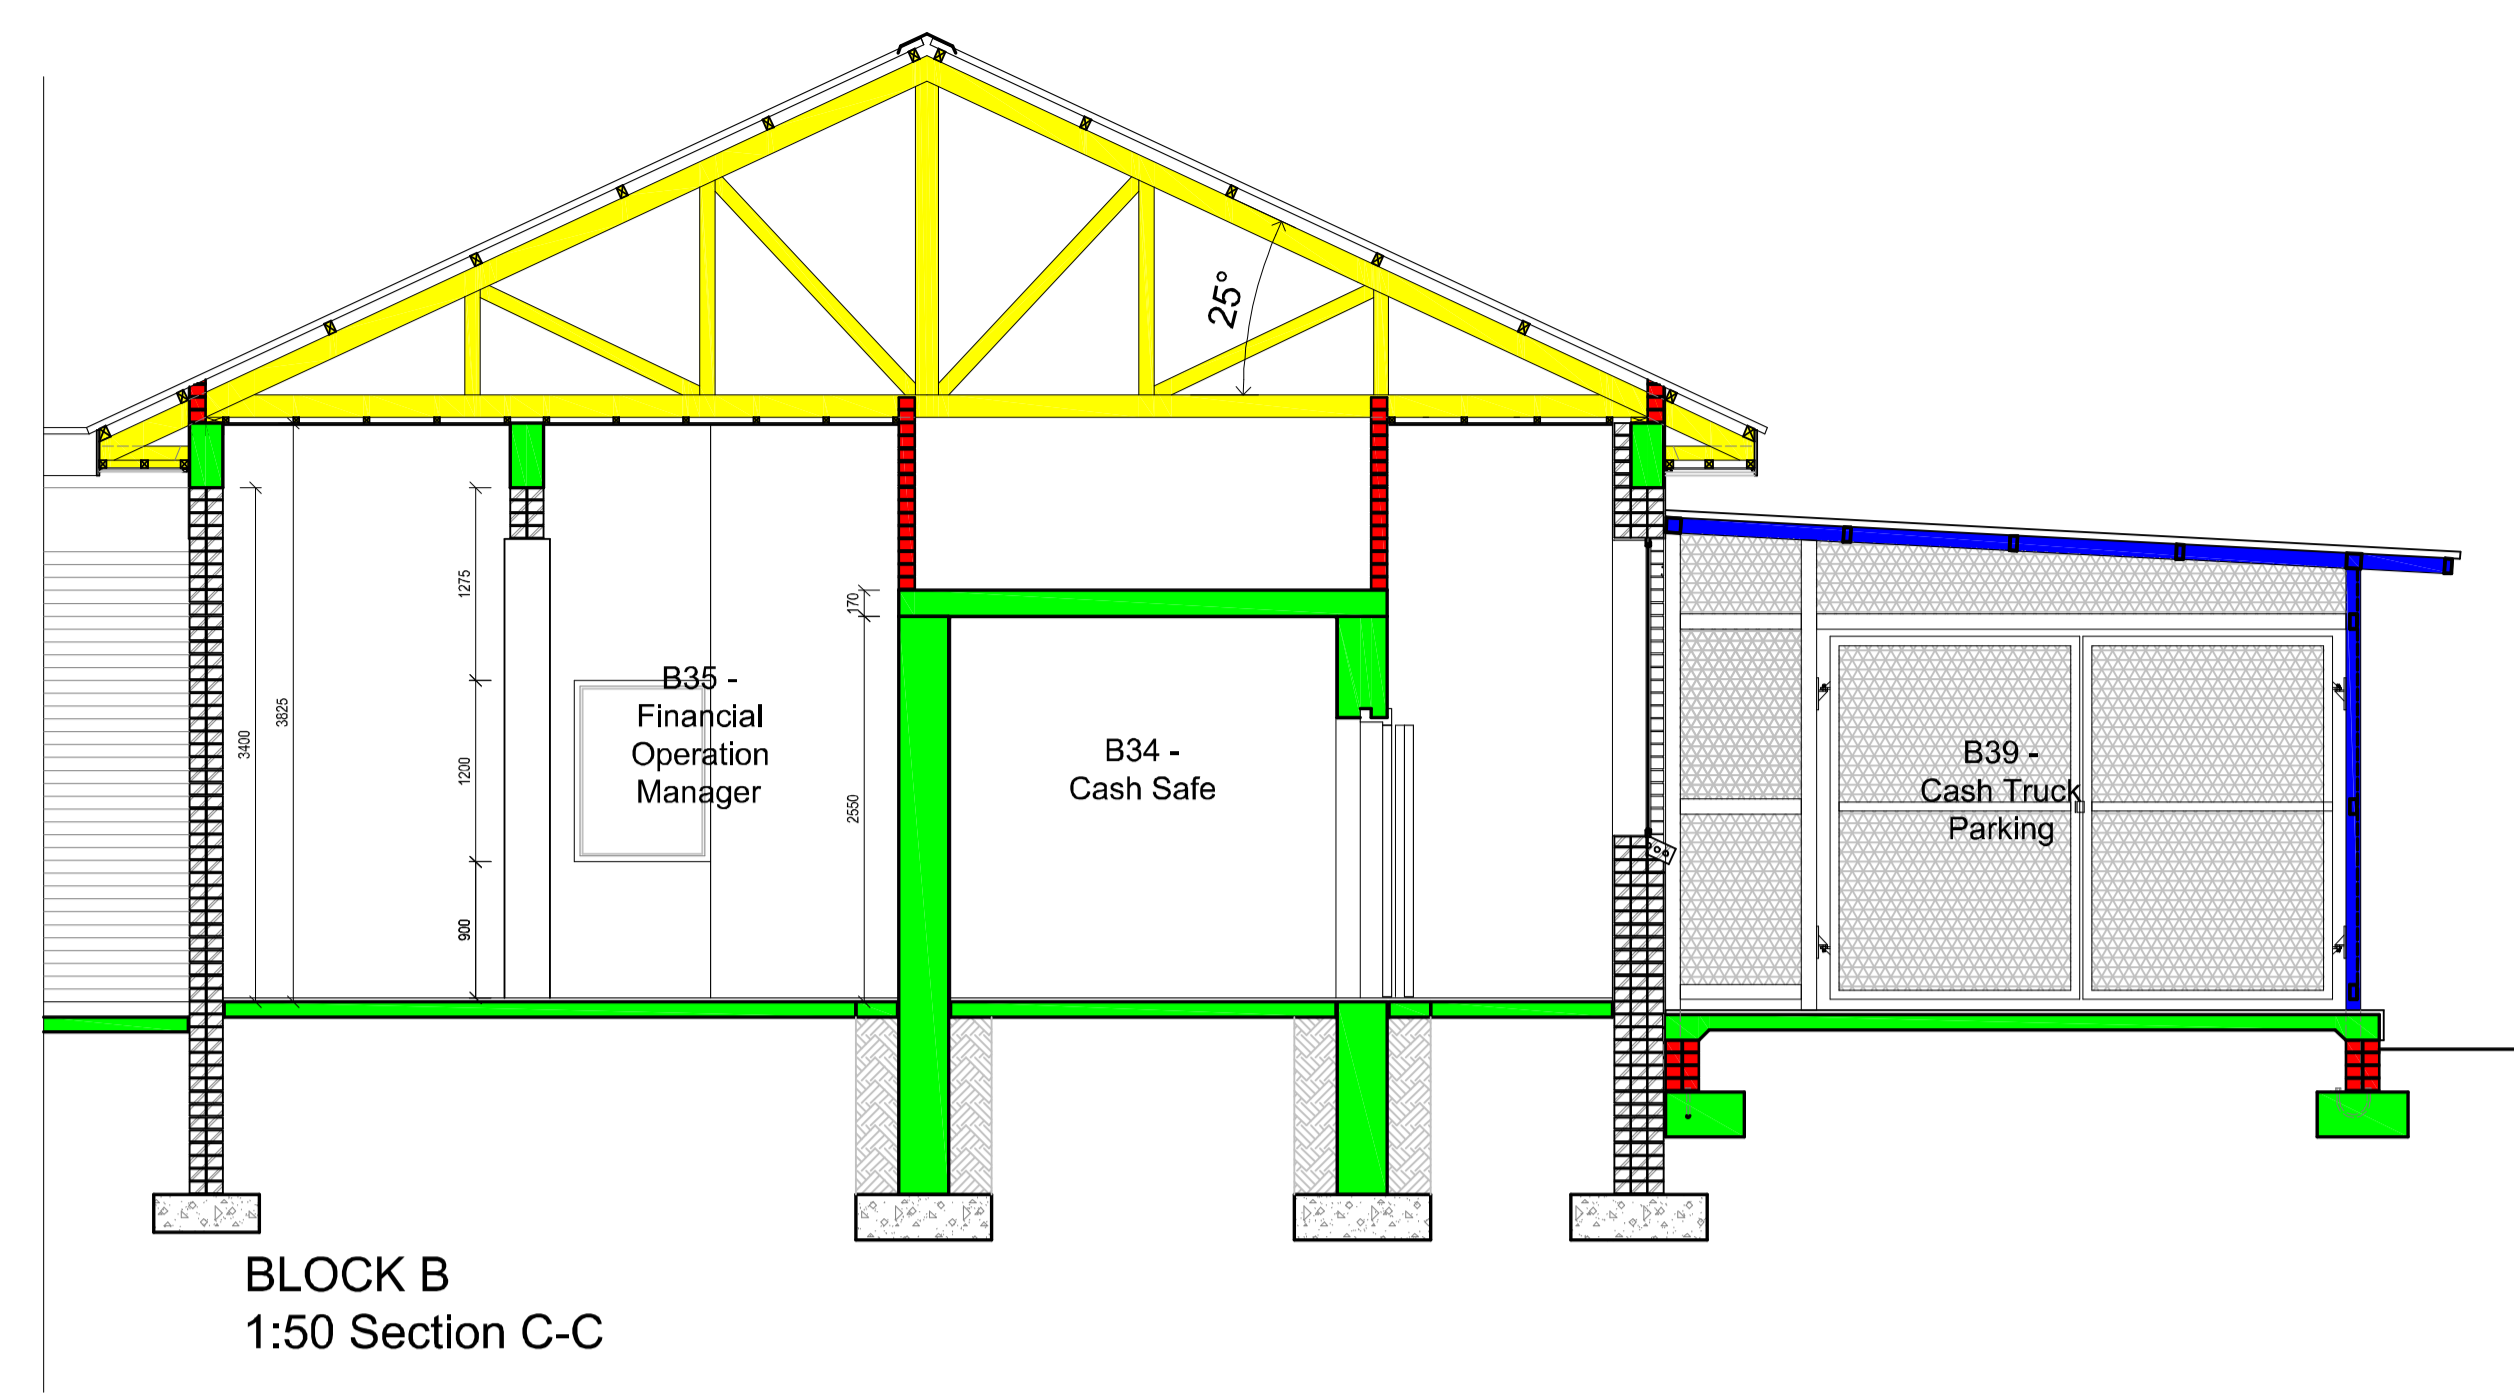 25°
1275
170
3825
3400
1200
900
2550
B35 -
Financial
Operation
Manager
B34 -
Cash Safe
B39 -
Cash Truck
Parking
BLOCK B
1:50 Section C-C